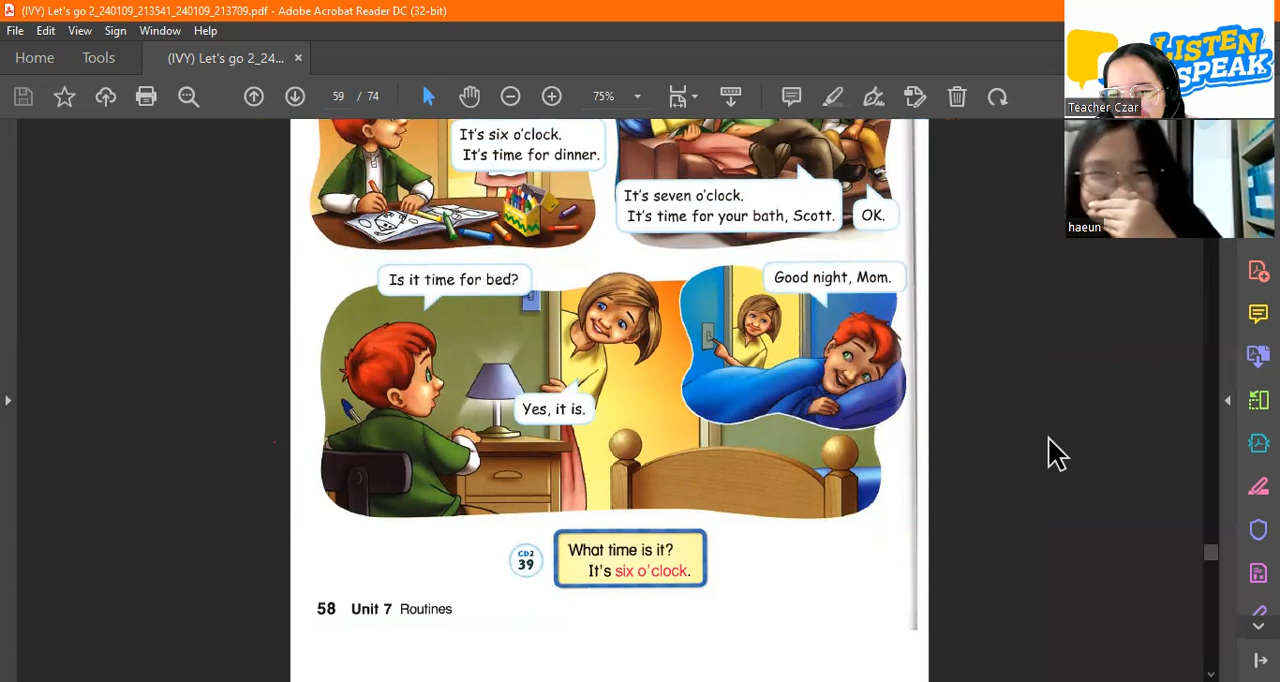 (IVY) Let's go 2_240109_213541_240109_213709.pdf - Adobe Acrobat Reader DC (32-bit)
File Edit View Sign Window Help
Home Tools (IVY) Let's go 2_24... ×
59 / 74 75%
LISTEN
SPEAK
Teacher Czar
haeun
It's six o'clock.
It's time for dinner.
It's seven o'clock.
It's time for your bath, Scott.
OK.
Is it time for bed?
Good night, Mom.
Yes, it is.
CD2
39
What time is it?
It's six o'clock.
58 Unit 7 Routines